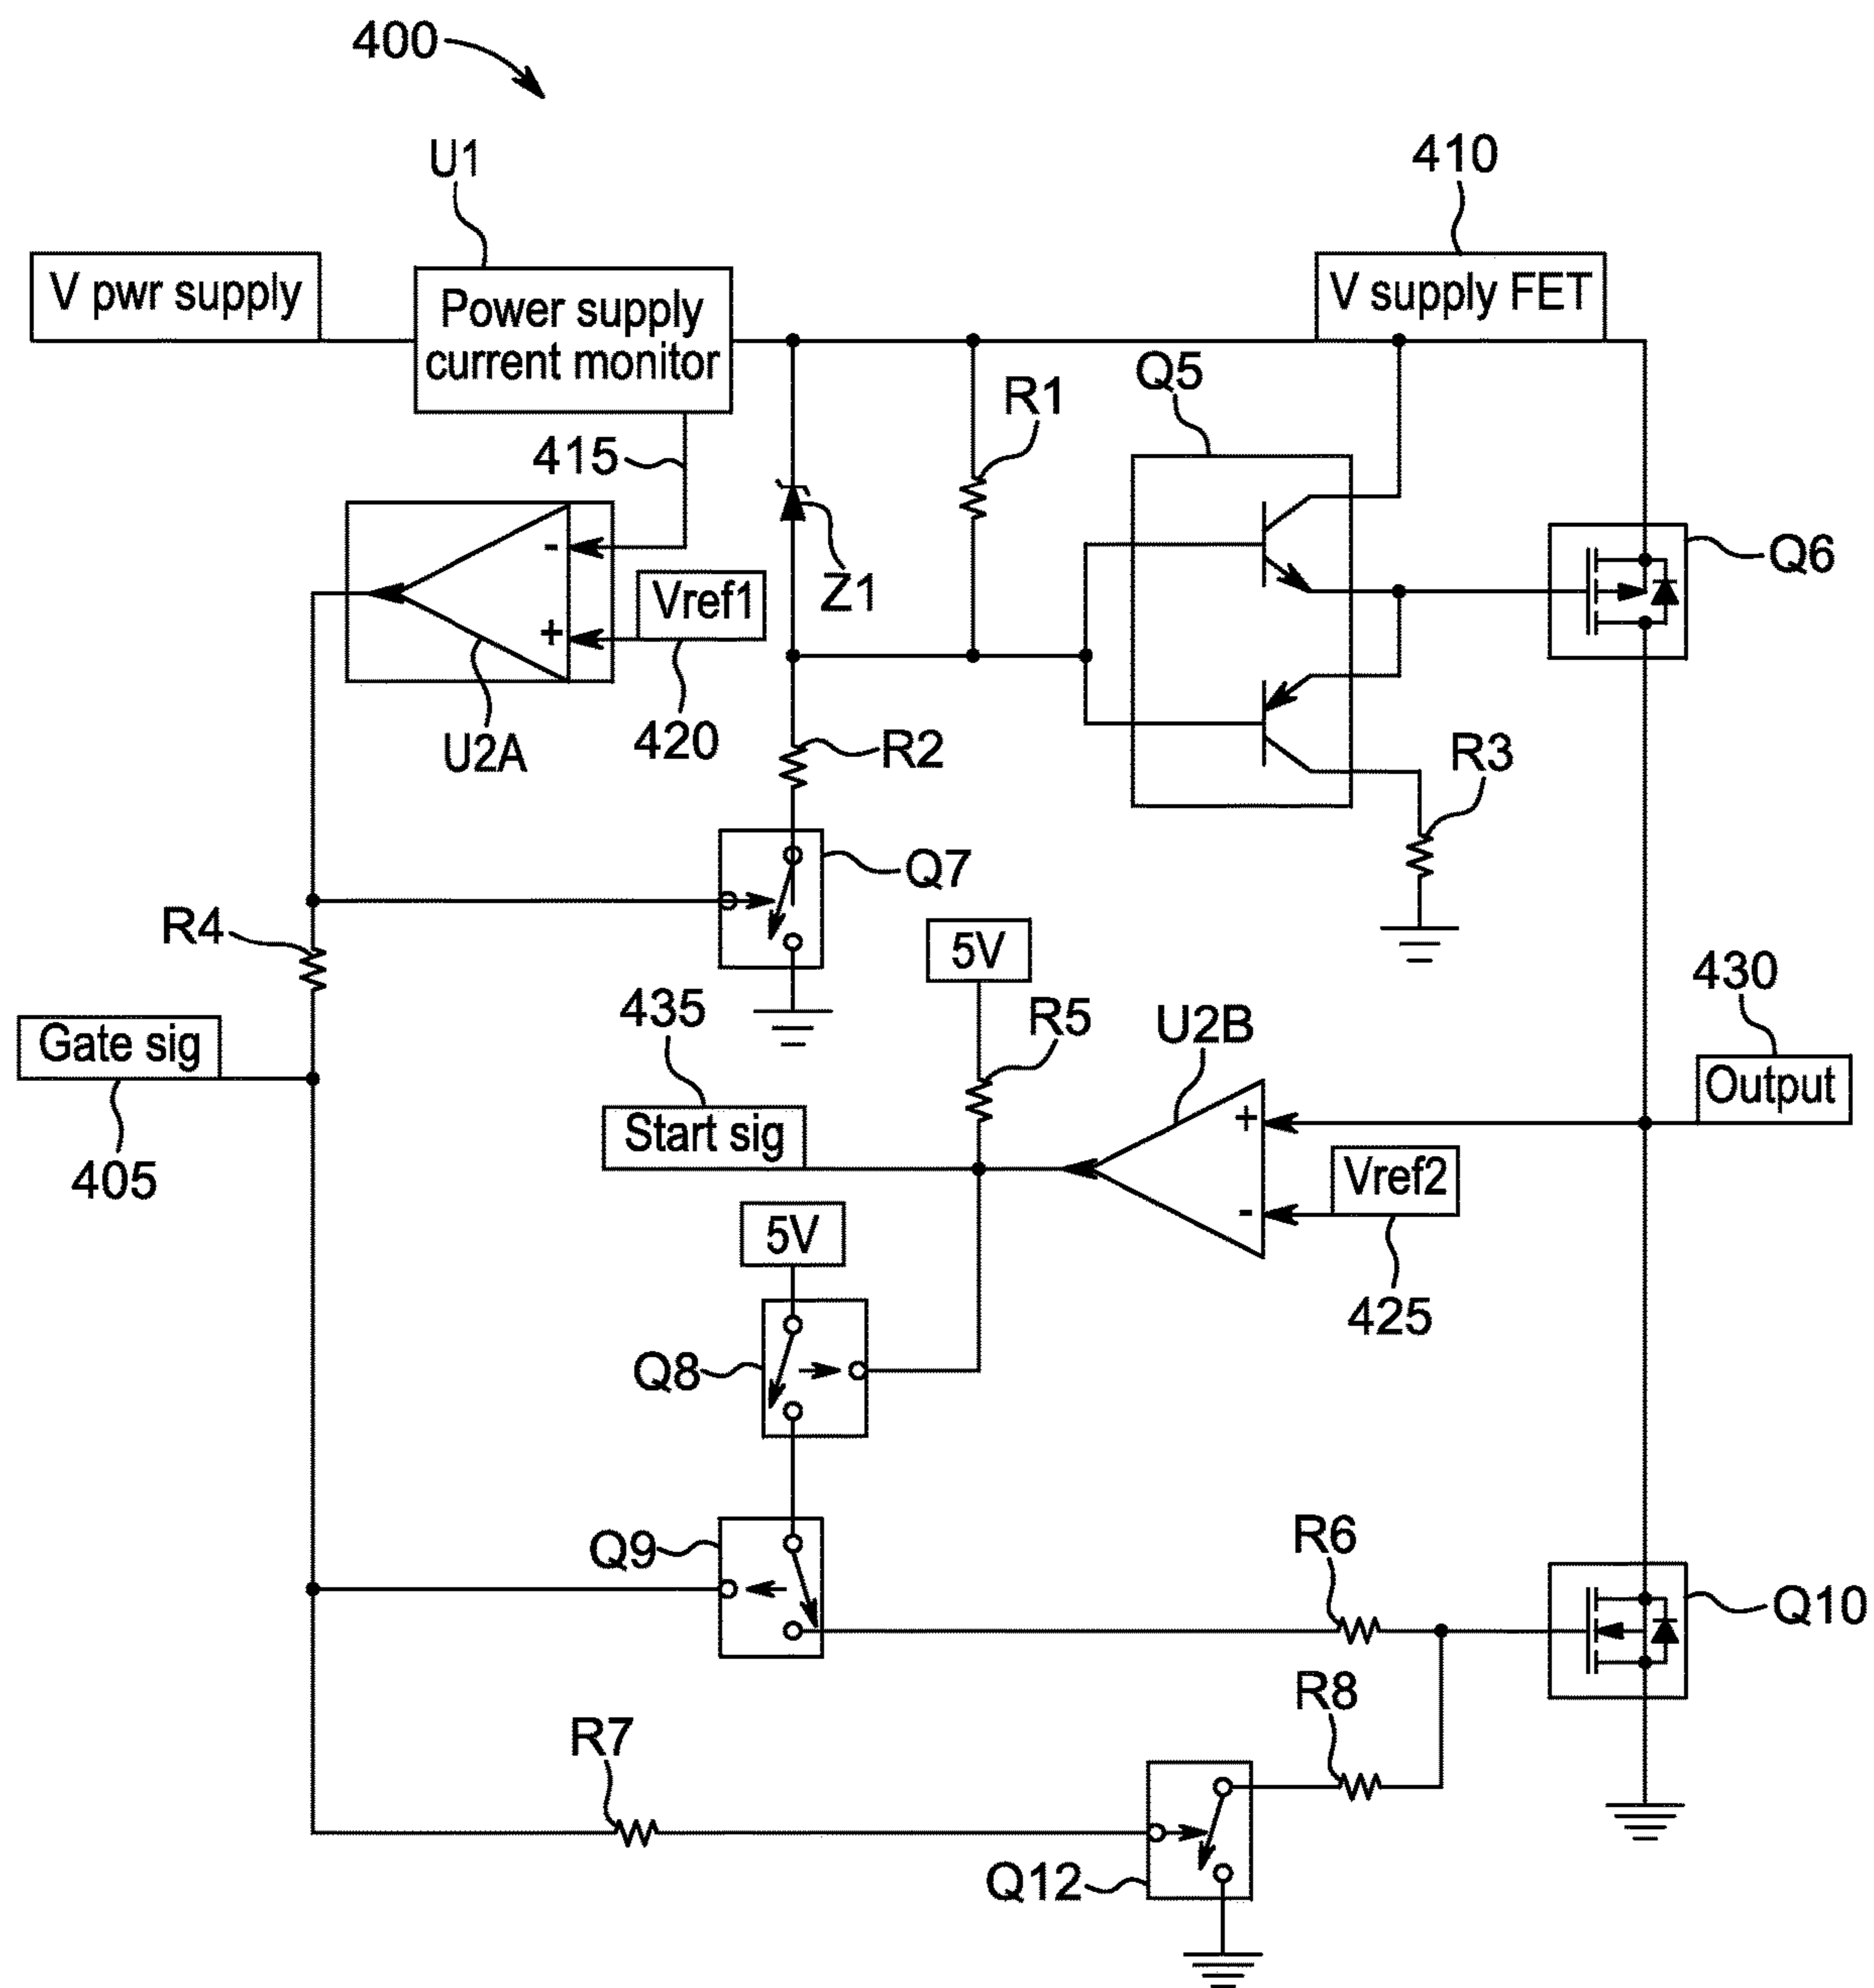 400
U1
410
V pwr supply
Power supply
current monitor
V supply FET
Q5
R1
415
Q6
-
Z1
Vref1
+
U2A
420
R2
R3
Q7
R4
5V
435
430
R5
U2B
Gate sig
Output
Start sig
+
405
Vref2
5V
-
425
Q8
Q9
R6
Q10
R8
R7
Q12